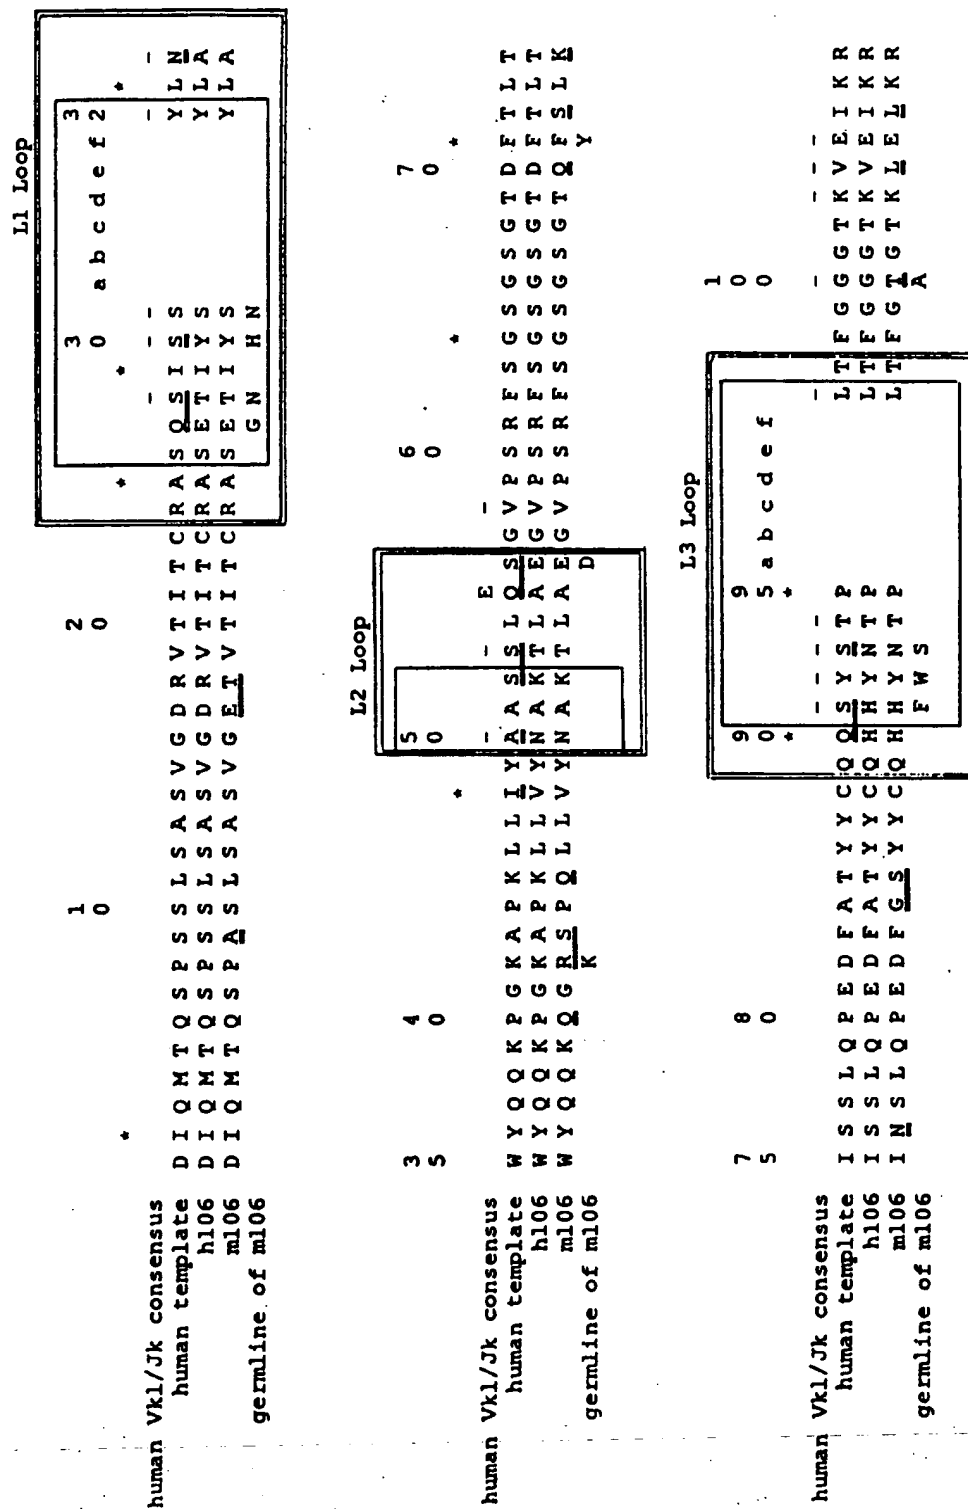 L1 Loop
1 2 3 3
0 0 0 a b c d e f 2
* * * *
human Vk1/Jk consensus - - - - -
human template D I Q M T Q S P S S L S A S V G D R V T I T C R A S Q S I S S Y L N
h106 D I Q M T Q S P S S L S A S V G D R V T I T C R A S E T I Y S Y L A
m106 D I Q M T Q S P A S L S A S V G E T V T I T C R A S E T I Y S Y L A
germline of m106 G N H N
L2 Loop
3 4 5 6 7
5 0 0 0 0
* * *
human Vk1/Jk consensus - - E -
human template W Y Q Q K P G K A P K L L I Y A A S S L Q S G V P S R F S G S G S G T D F T L T
h106 W Y Q Q K P G K A P K L L V Y N A K T L A E G V P S R F S G S G S G T D F T L T
m106 W Y Q Q K Q G R S P Q L L V Y N A K T L A E G V P S R F S G S G S G T Q F S L K
germline of m106 K D Y
L3 Loop
7 8 9 9 1
5 0 0 5 a b c d e f 0
0
* *
human Vk1/Jk consensus - - - - - - - - -
human template I S S L Q P E D F A T Y Y C Q Q S Y S T P L T F G G G T K V E I K R
h106 I S S L Q P E D F A T Y Y C Q H H Y N T P L T F G G G T K V E I K R
m106 I N S L Q P E D F G S Y Y C Q H H Y N T P L T F G T G T K L E L K R
germline of m106 F W S A